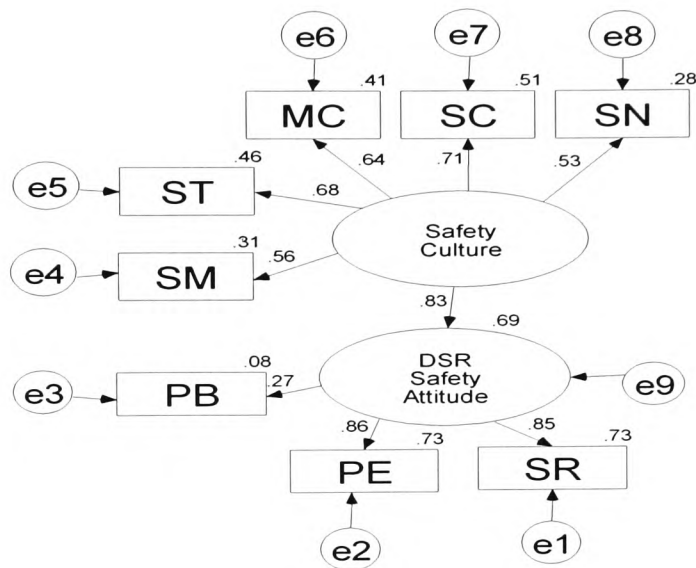 e6
e7
e8
.41
.51
.28
MC
SC
SN
.46
.64
.71
.53
e5
ST
.68
.31
Safety
Culture
e4
SM
.56
.83
.69
.08
DSR
Safety
Attitude
e3
PB
.27
e9
.86
.73
.85
.73
PE
SR
e2
e1